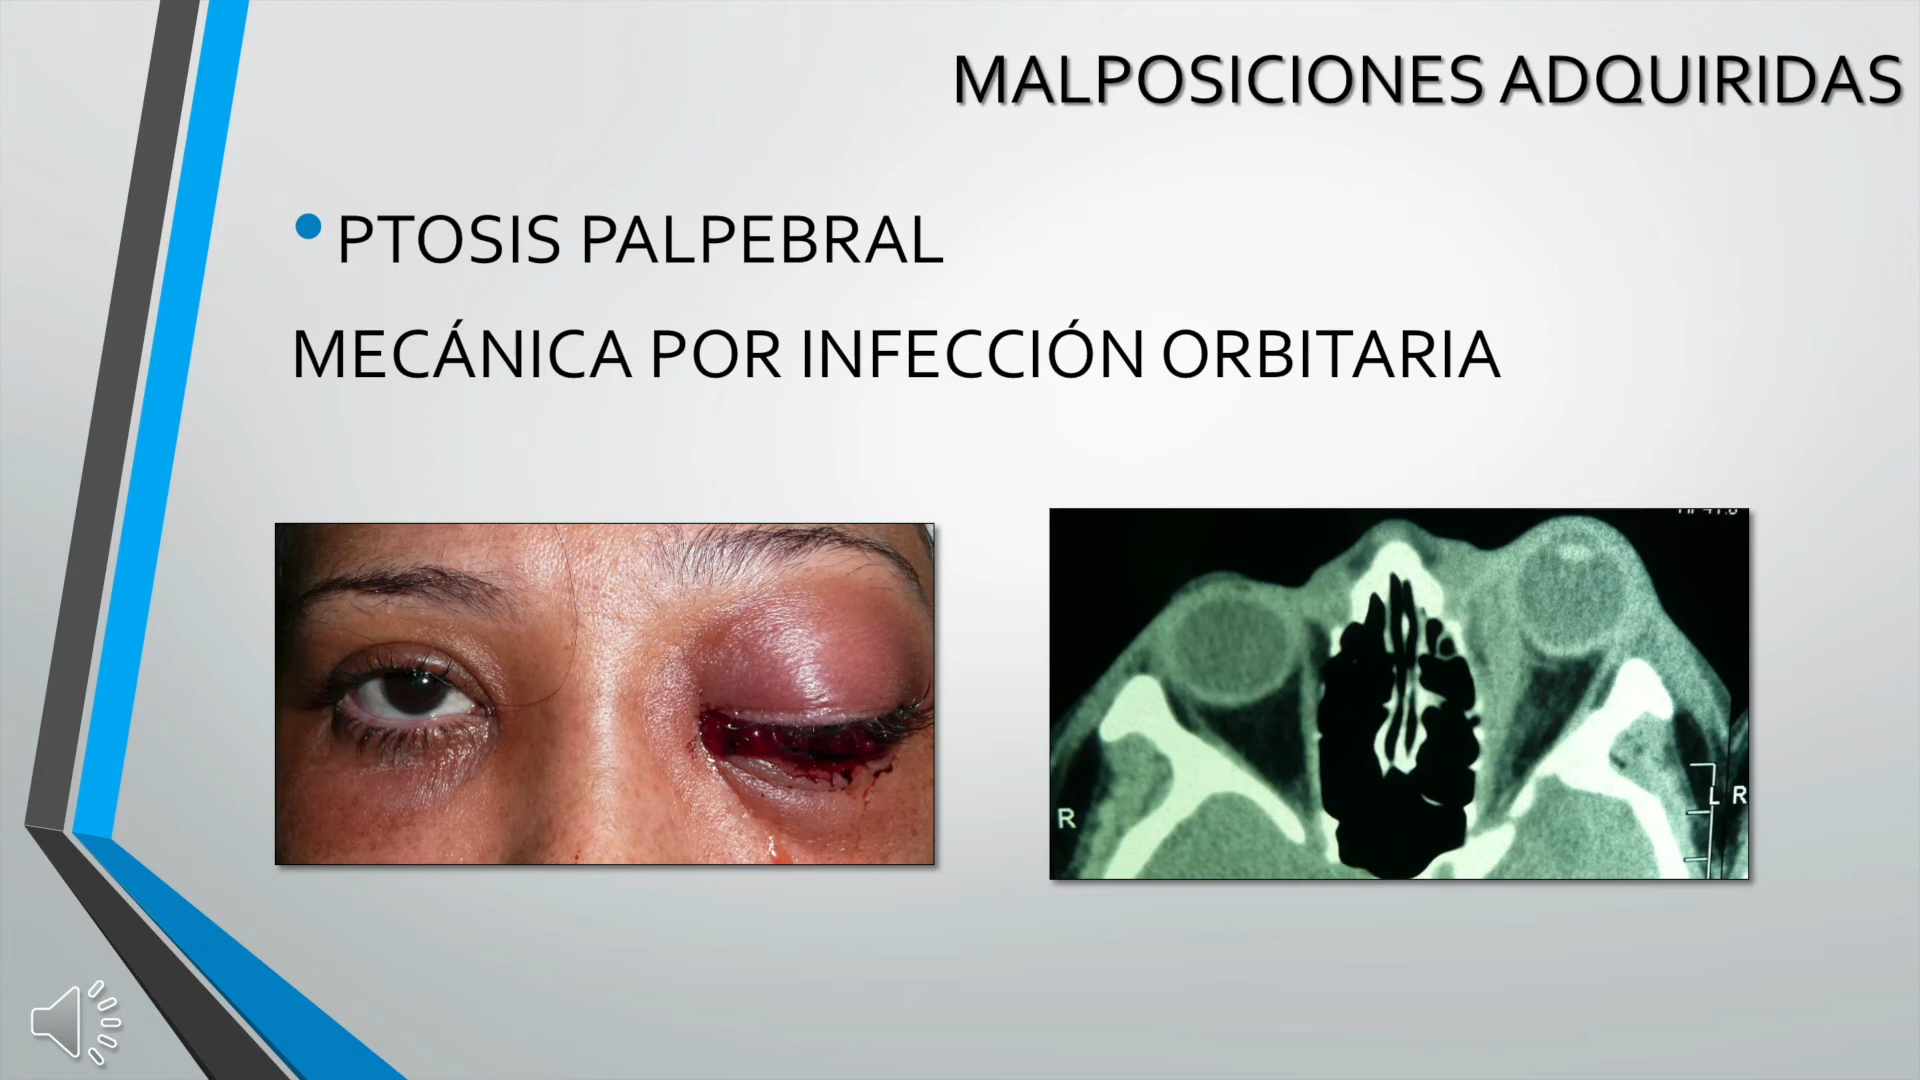 MALPOSICIONES ADQUIRIDAS
• PTOSIS PALPEBRAL
MECÁNICA POR INFECCIÓN ORBITARIA
R
L R